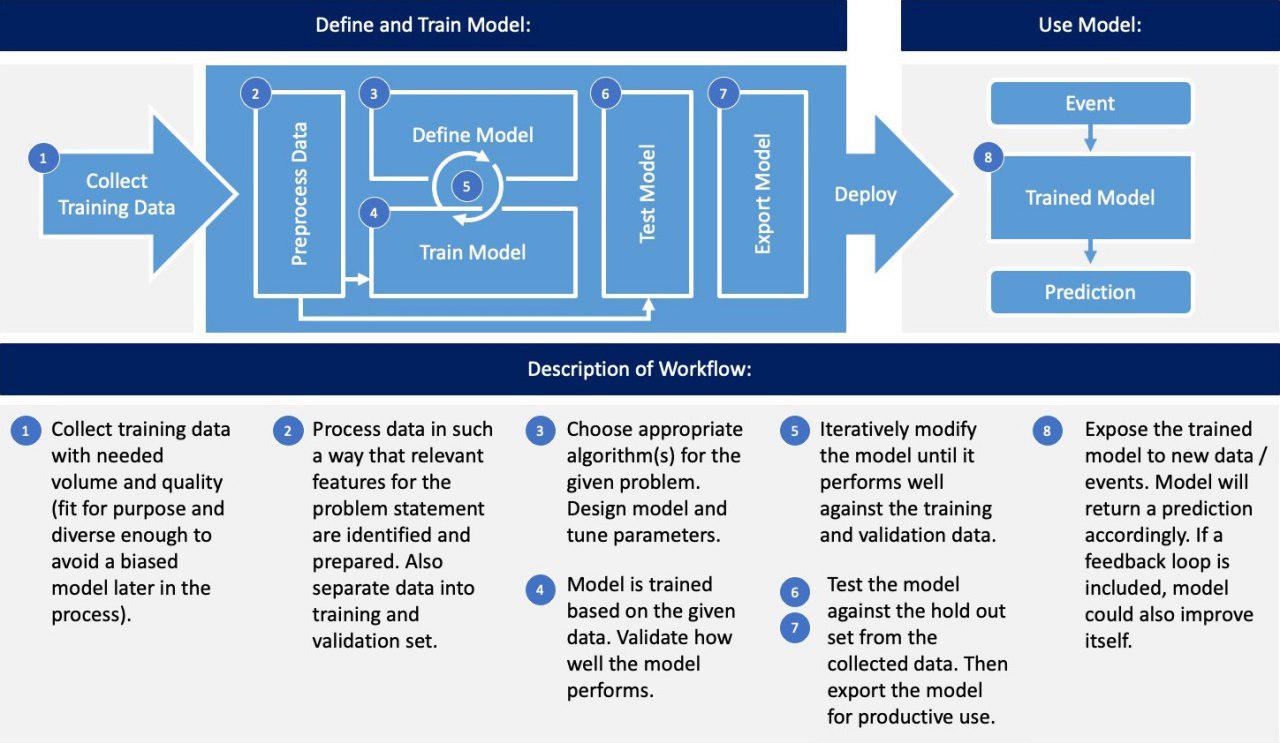 Define and Train Model:
Use Model:
1
Collect
Training Data
2
Preprocess Data
3
Define Model
5
4
Train Model
6
Test Model
7
Export Model
Deploy
Event
8
Trained Model
Prediction
Description of Workflow:
1
Collect training data
with needed
volume and quality
(fit for purpose and
diverse enough to
avoid a biased
model later in the
process).
2
Process data in such
a way that relevant
features for the
problem statement
are identified and
prepared. Also
separate data into
training and
validation set.
3
Choose appropriate
algorithm(s) for the
given problem.
Design model and
tune parameters.
4
Model is trained
based on the given
data. Validate how
well the model
performs.
5
Iteratively modify
the model until it
performs well
against the training
and validation data.
6
7
Test the model
against the hold out
set from the
collected data. Then
export the model
for productive use.
8
Expose the trained
model to new data /
events. Model will
return a prediction
accordingly. If a
feedback loop is
included, model
could also improve
itself.